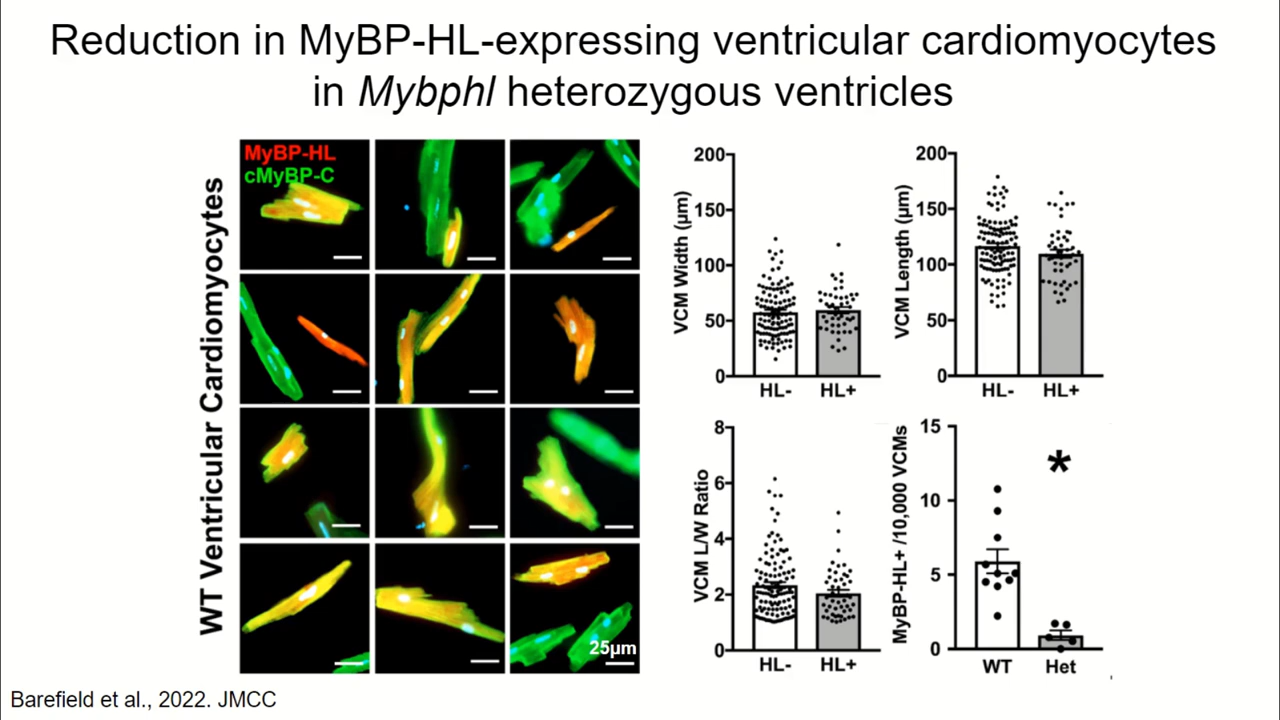 Reduction in MyBP-HL-expressing ventricular cardiomyocytes
in Mybphl heterozygous ventricles
WT Ventricular Cardiomyocytes
MyBP-HL
cMyBP-C
25µm
VCM Width (µm)
200
150
100
50
0
HL-
HL+
VCM Length (µm)
200
150
100
50
0
HL-
HL+
VCM L/W Ratio
8
6
4
2
0
HL-
HL+
MyBP-HL+ /10,000 VCMs
15
10
5
0
*
WT
Het
Barefield et al., 2022. JMCC